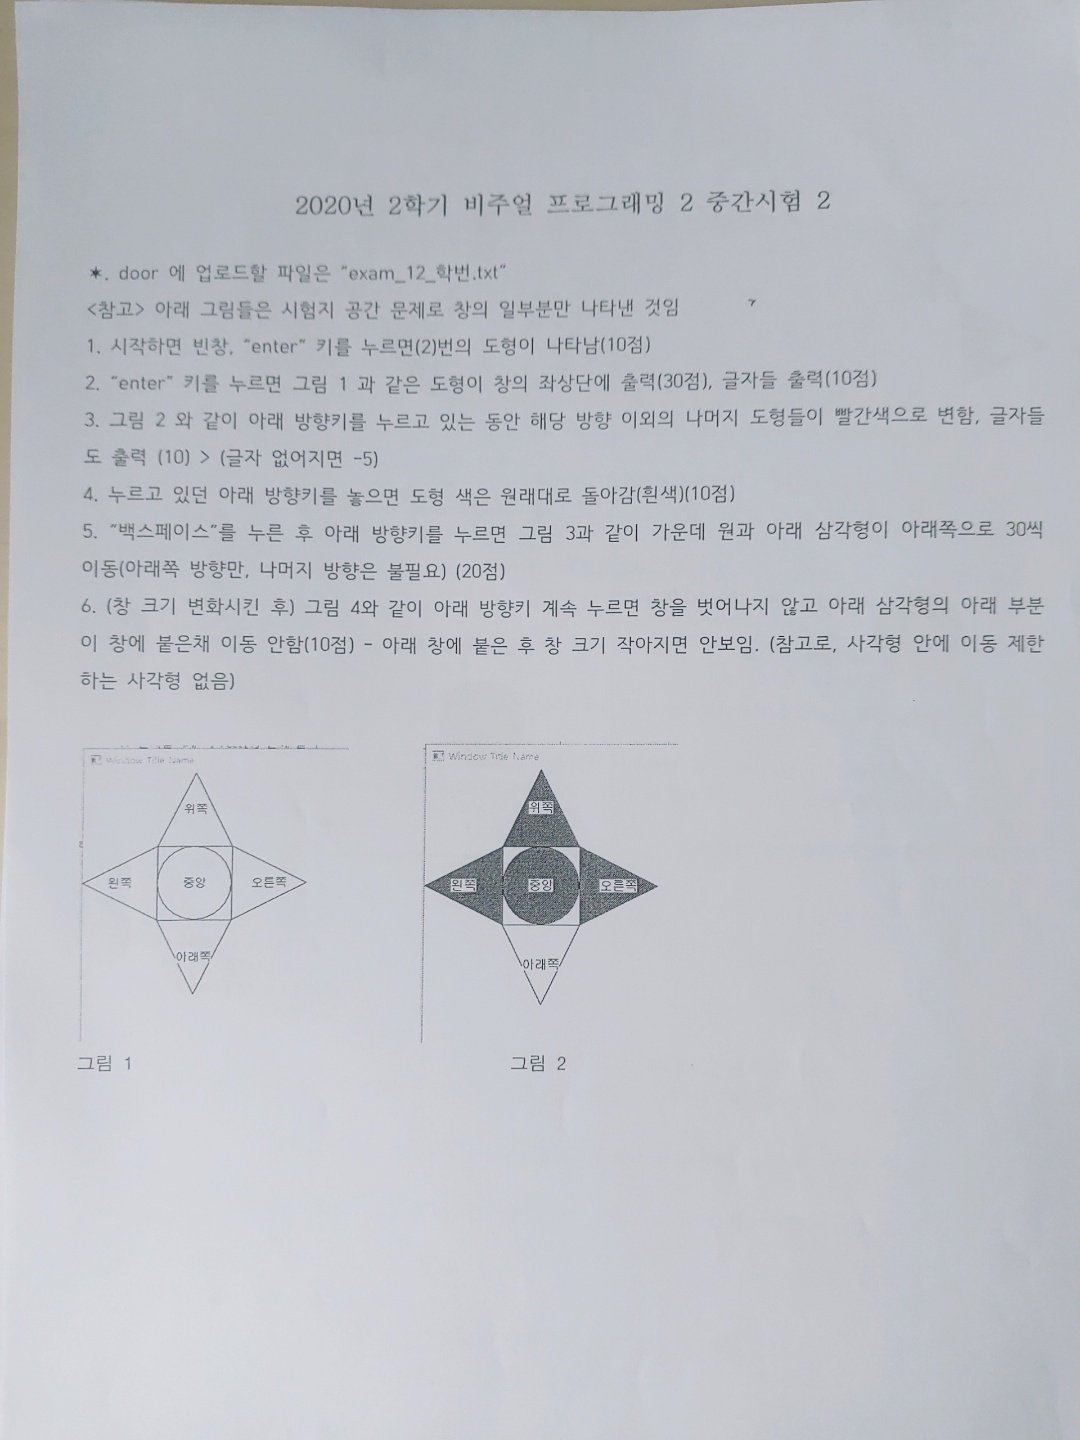 2020년 2학기 비주얼 프로그래밍 2 중간시험 2
*. door 에 업로드할 파일은 “exam_12_학번.txt”
<참고> 아래 그림들은 시험지 공간 문제로 창의 일부분만 나타낸 것임
1. 시작하면 빈창, “enter” 키를 누르면(2)번의 도형이 나타남(10점)
2. “enter” 키를 누르면 그림 1 과 같은 도형이 창의 좌상단에 출력(30점), 글자들 출력(10점)
3. 그림 2 와 같이 아래 방향키를 누르고 있는 동안 해당 방향 이외의 나머지 도형들이 빨간색으로 변함, 글자들
도 출력 (10) > (글자 없어지면 -5)
4. 누르고 있던 아래 방향키를 놓으면 도형 색은 원래대로 돌아감(흰색)(10점)
5. “백스페이스”를 누른 후 아래 방향키를 누르면 그림 3과 같이 가운데 원과 아래 삼각형이 아래쪽으로 30씩
이동(아래쪽 방향만, 나머지 방향은 불필요) (20점)
6. (창 크기 변화시킨 후) 그림 4와 같이 아래 방향키 계속 누르면 창을 벗어나지 않고 아래 삼각형의 아래 부분
이 창에 붙은채 이동 안함(10점) - 아래 창에 붙은 후 창 크기 작아지면 안보임. (참고로, 사각형 안에 이동 제한
하는 사각형 없음)
Window Title Name
위쪽
왼쪽 중앙 오른쪽
아래쪽
그림 1
Window Title Name
위쪽
왼쪽 중앙 오른쪽
아래쪽
그림 2